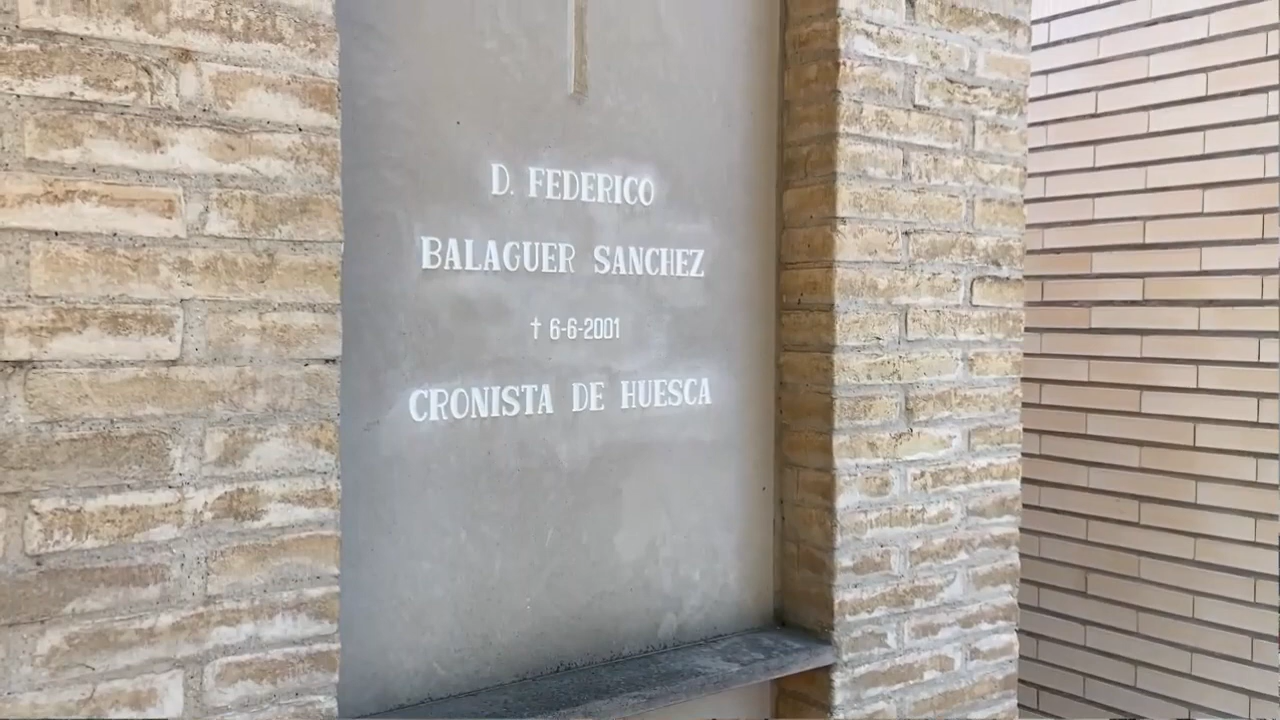 D. FEDERICO
BALAGUER SANCHEZ
† 6-6-2001
CRONISTA DE HUESCA